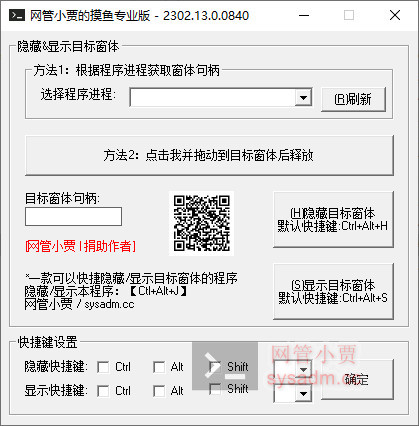 网管小贾的摸鱼专业版 - 2302.13.0.0840
隐藏&显示目标窗体
方法1：根据程序进程获取窗体句柄
选择程序进程:
(R)刷新
方法2：点击我并拖动到目标窗体后释放
目标窗体句柄:
[网管小贾 | 捐助作者]
(H)隐藏目标窗体
默认快捷键:Ctrl+Alt+H
*一款可以快捷隐藏/显示目标窗体的程序
隐藏/显示本程序:【Ctl+Alt+J】
网管小贾 / sysadm.cc
(S)显示目标窗体
默认快捷键:Ctrl+Alt+S
快捷键设置
隐藏快捷键: Ctrl Alt Shift
显示快捷键: Ctrl Alt Shift
确定
网管小贾
sysadm.cc